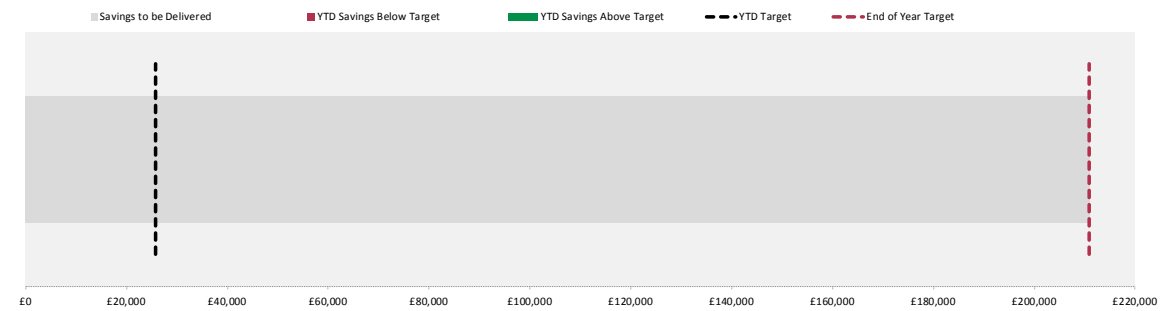 Savings to be Delivered YTD Savings Below Target YTD Savings Above Target YTD Target End of Year Target
£0 £20,000 £40,000 £60,000 £80,000 £100,000 £120,000 £140,000 £160,000 £180,000 £200,000 £220,000